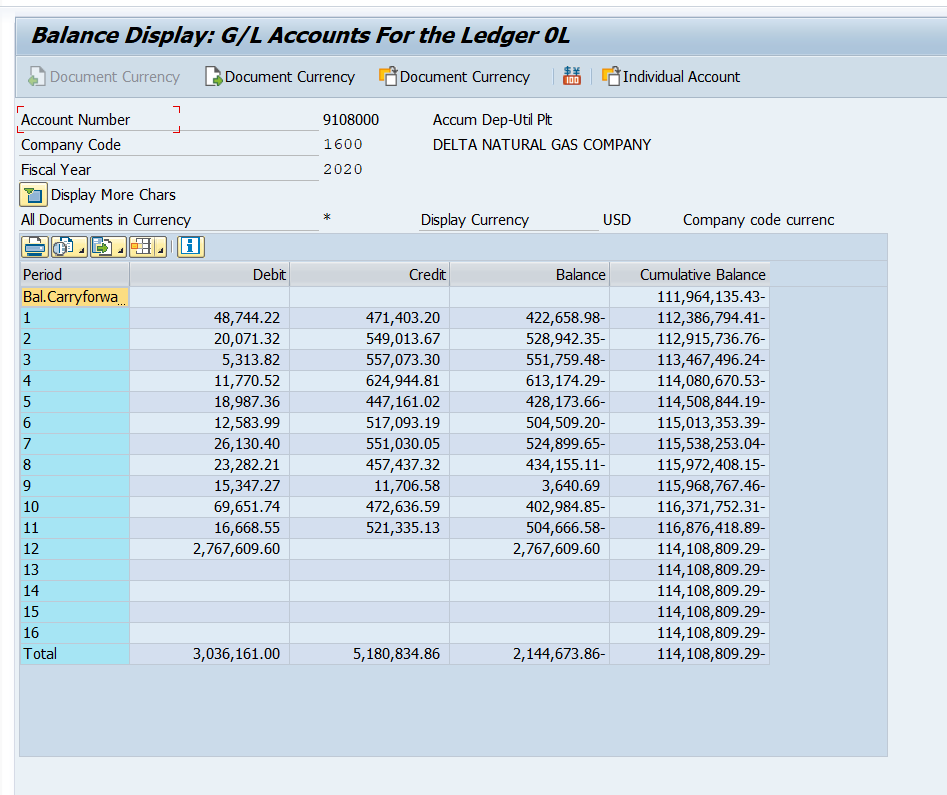 Balance Display: G/L Accounts For the Ledger 0L
Document Currency Document Currency Document Currency Individual Account
Account Number 9108000 Accum Dep-Util Plt
Company Code 1600 DELTA NATURAL GAS COMPANY
Fiscal Year 2020
Display More Chars
All Documents in Currency * Display Currency USD Company code currenc
Period Debit Credit Balance Cumulative Balance
Bal.Carryforwa... 111,964,135.43-
1 48,744.22 471,403.20 422,658.98- 112,386,794.41-
2 20,071.32 549,013.67 528,942.35- 112,915,736.76-
3 5,313.82 557,073.30 551,759.48- 113,467,496.24-
4 11,770.52 624,944.81 613,174.29- 114,080,670.53-
5 18,987.36 447,161.02 428,173.66- 114,508,844.19-
6 12,583.99 517,093.19 504,509.20- 115,013,353.39-
7 26,130.40 551,030.05 524,899.65- 115,538,253.04-
8 23,282.21 457,437.32 434,155.11- 115,972,408.15-
9 15,347.27 11,706.58 3,640.69 115,968,767.46-
10 69,651.74 472,636.59 402,984.85- 116,371,752.31-
11 16,668.55 521,335.13 504,666.58- 116,876,418.89-
12 2,767,609.60 2,767,609.60 114,108,809.29-
13 114,108,809.29-
14 114,108,809.29-
15 114,108,809.29-
16 114,108,809.29-
Total 3,036,161.00 5,180,834.86 2,144,673.86- 114,108,809.29-